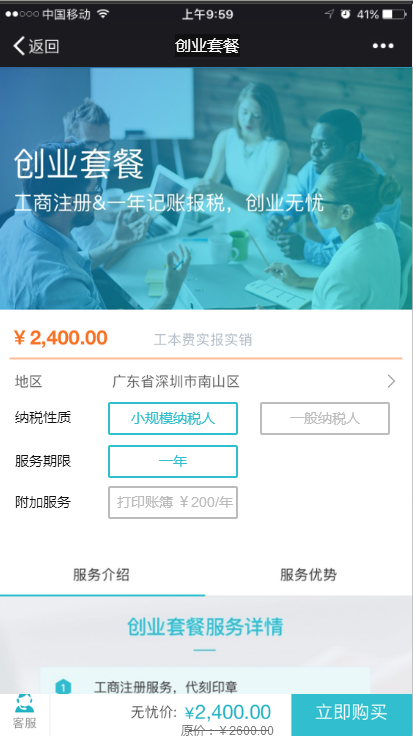 中国移动 上午9:59 41%
返回 创业套餐
创业套餐
工商注册&一年记账报税，创业无忧
￥2,400.00 工本费实报实销
地区 广东省深圳市南山区
纳税性质 小规模纳税人 一般纳税人
服务期限 一年
附加服务 打印账簿 ￥200/年
服务介绍 服务优势
创业套餐服务详情
1 工商注册服务，代刻印章
客服 无忧价: ￥2,400.00 立即购买
原价：￥2600.00